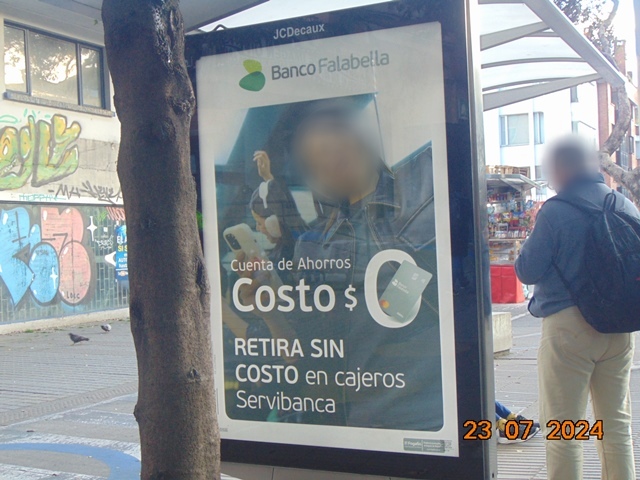 JCDecaux
Banco Falabella
Cuenta de Ahorros
Costo $0
RETIRA SIN
COSTO en cajeros
Servibanca
23 07 2024